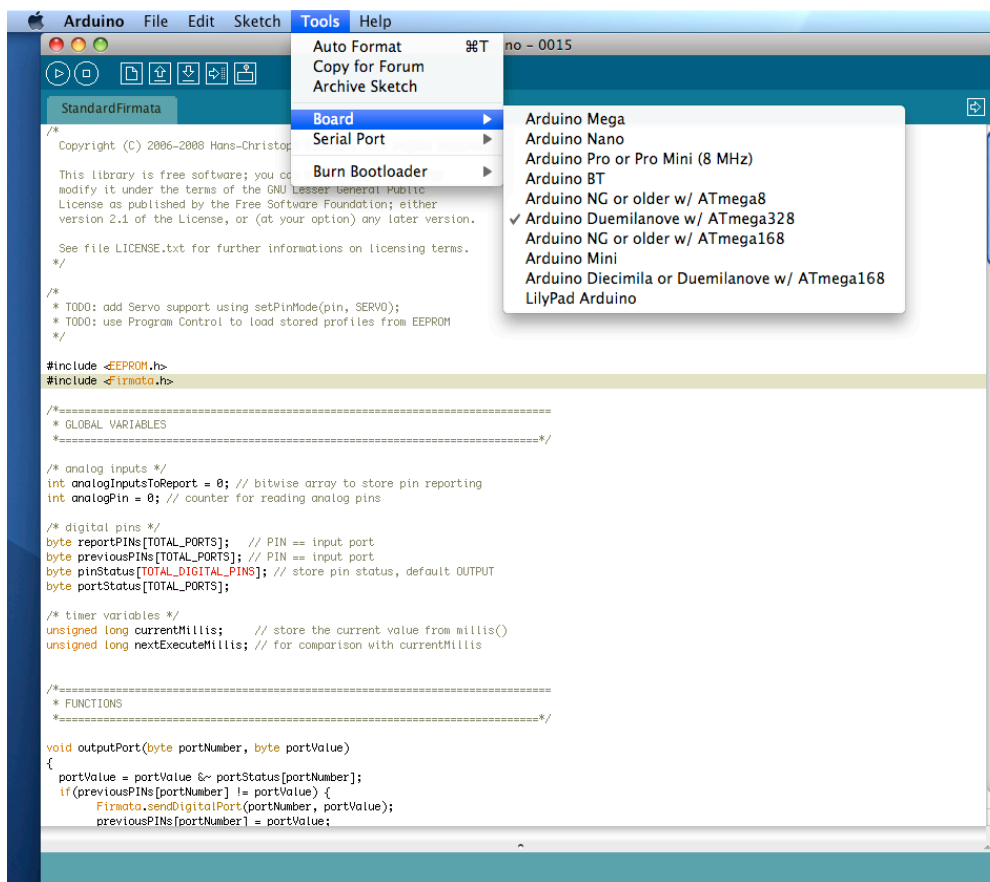 Arduino File Edit Sketch Tools Help
no – 0015
Auto Format ⌘T
Copy for Forum
Archive Sketch
Board
Serial Port
Burn Bootloader
Arduino Mega
Arduino Nano
Arduino Pro or Pro Mini (8 MHz)
Arduino BT
Arduino NG or older w/ ATmega8
✓ Arduino Duemilanove w/ ATmega328
Arduino NG or older w/ ATmega168
Arduino Mini
Arduino Diecimila or Duemilanove w/ ATmega168
LilyPad Arduino
StandardFirmata
/*
Copyright (C) 2006-2008 Hans-Christop
This library is free software; you
modify it under the terms of the GNU Lesser General Public
License as published by the Free Software Foundation; either
version 2.1 of the License, or (at your option) any later version.
See file LICENSE.txt for further informations on licensing terms.
*/
/*
* TODO: add Servo support using setPinMode(pin, SERVO);
* TODO: use Program Control to load stored profiles from EEPROM
*/
#include <EEPROM.h>
#include <Firmata.h>
/*==============================================================================
* GLOBAL VARIABLES
*============================================================================*/
/* analog inputs */
int analogInputsToReport = 0; // bitwise array to store pin reporting
int analogPin = 0; // counter for reading analog pins
/* digital pins */
byte reportPINs[TOTAL_PORTS]; // PIN == input port
byte previousPINs[TOTAL_PORTS]; // PIN == input port
byte pinStatus[TOTAL_DIGITAL_PINS]; // store pin status, default OUTPUT
byte portStatus[TOTAL_PORTS];
/* timer variables */
unsigned long currentMillis; // store the current value from millis()
unsigned long nextExecuteMillis; // for comparison with currentMillis
/*==============================================================================
* FUNCTIONS
*============================================================================*/
void outputPort(byte portNumber, byte portValue)
{
portValue = portValue &~ portStatus[portNumber];
if(previousPINs[portNumber] != portValue) {
Firmata.sendDigitalPort(portNumber, portValue);
previousPINs[portNumber] = portValue;